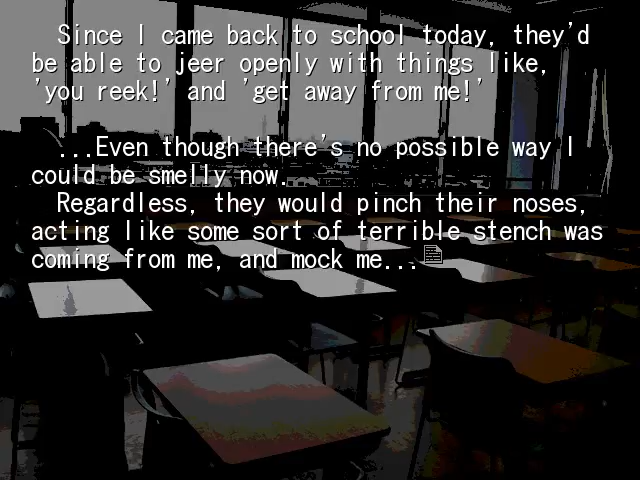 Since I came back to school today, they'd
be able to jeer openly with things like,
'you reek!' and 'get away from me!'
...Even though there's no possible way I
could be smelly now.
Regardless, they would pinch their noses,
acting like some sort of terrible stench was
coming from me, and mock me...